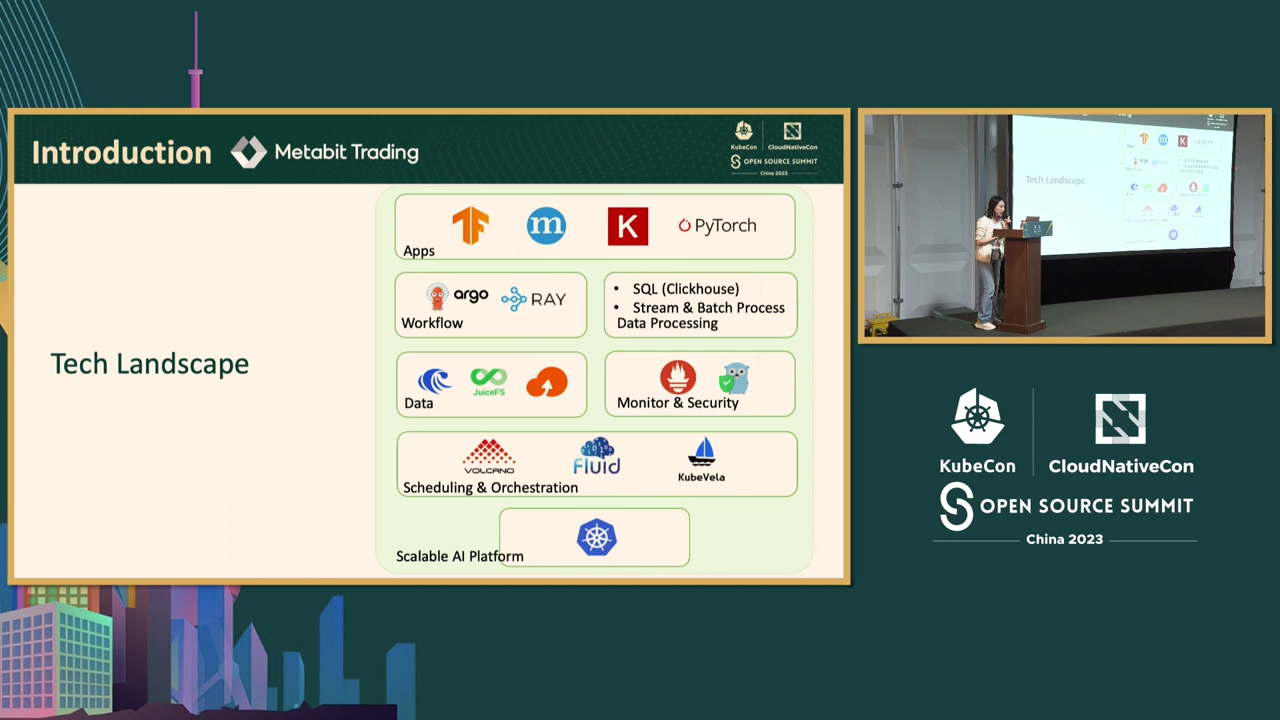 Introduction
Metabit Trading
KubeCon
CloudNativeCon
OPEN SOURCE SUMMIT
China 2023
Tech Landscape
Apps
K
m
PyTorch
argo
RAY
Workflow
• SQL (Clickhouse)
• Stream & Batch Process
Data Processing
JuiceFS
Data
Monitor & Security
VOLCANO
Fluid
KubeVela
Scheduling & Orchestration
Scalable AI Platform
Tech Landscape
KubeCon
CloudNativeCon
OPEN SOURCE SUMMIT
China 2023